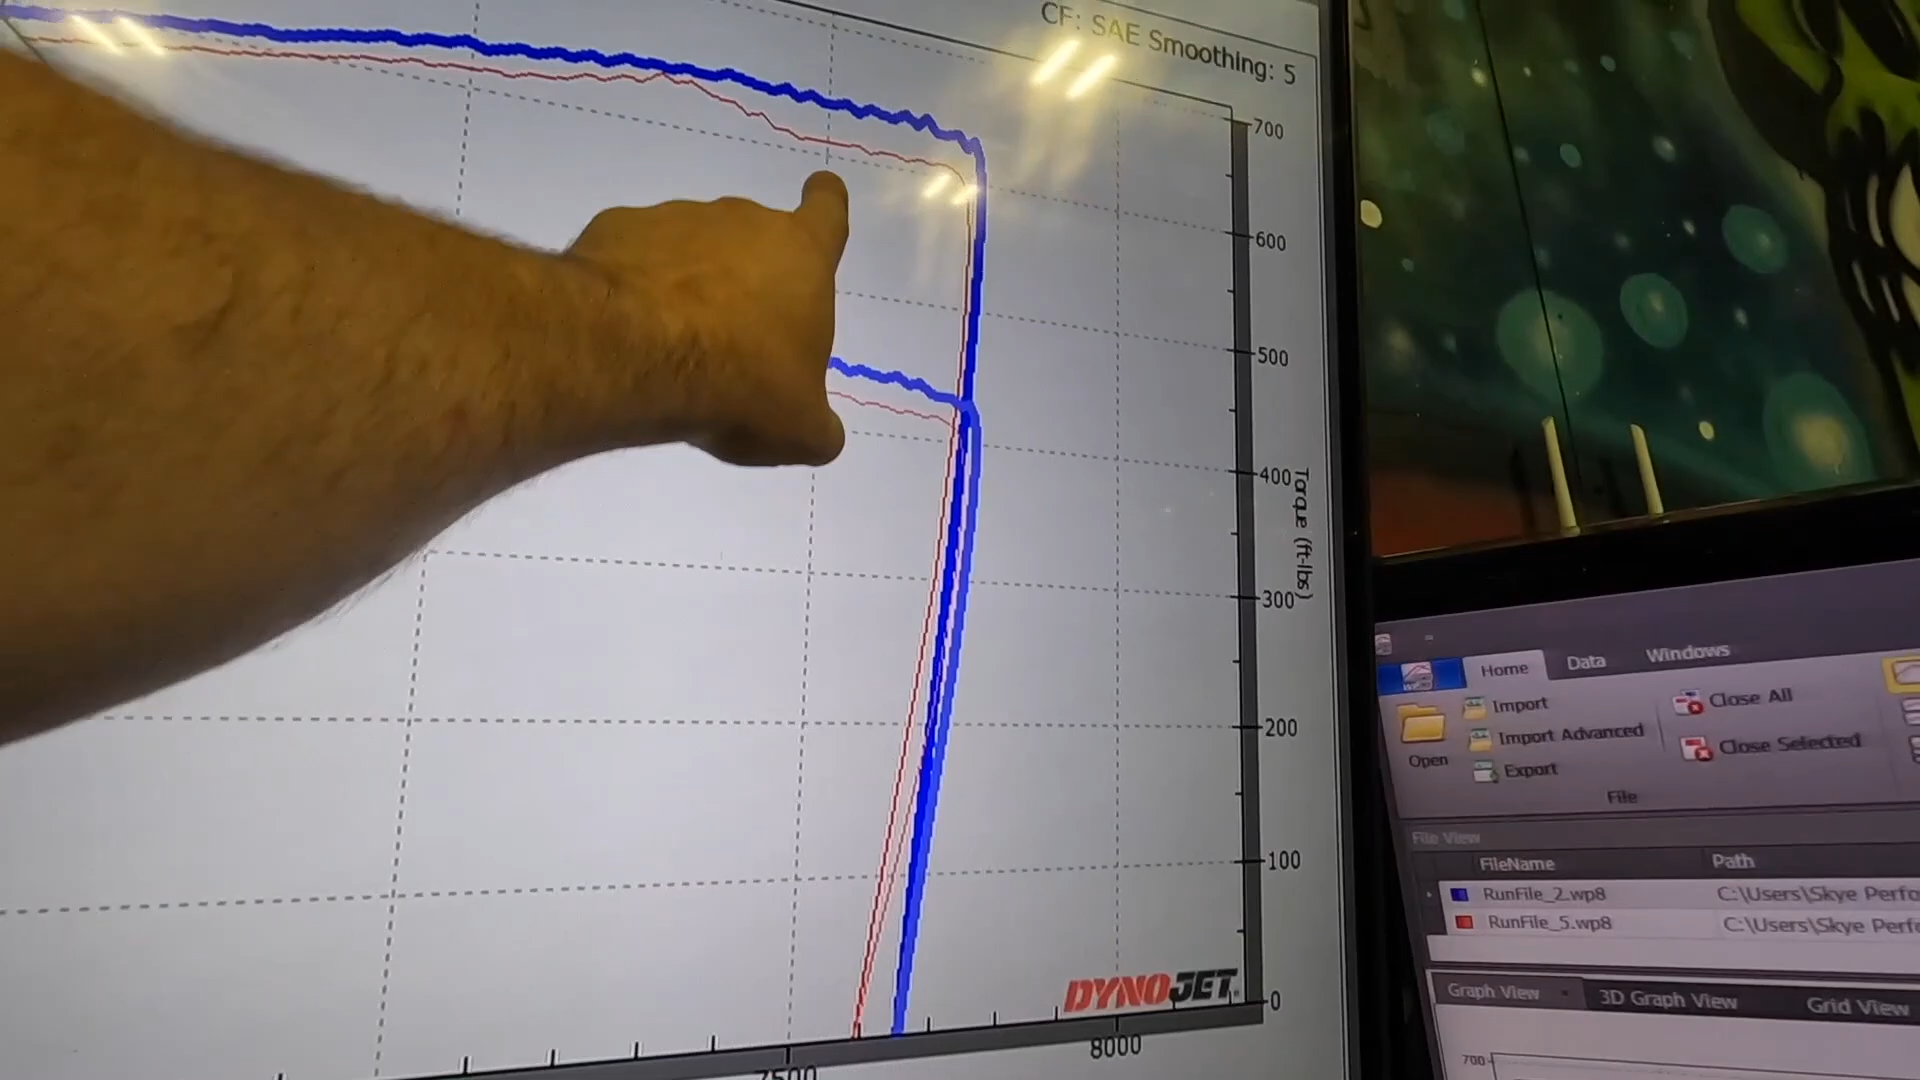 CF: SAE Smoothing: 5
700
600
500
400
300
200
100
0
Torque (ft-lbs)
DYNOJET
7500
8000
Home
Data
Windows
Open
Import
Import Advanced
Export
Close All
Close Selected
File
File View
FileName
Path
RunFile_2.wp8
C:\Users\Skye Perfo
RunFile_5.wp8
C:\Users\Skye Perfo
Graph View
3D Graph View
Grid View
700